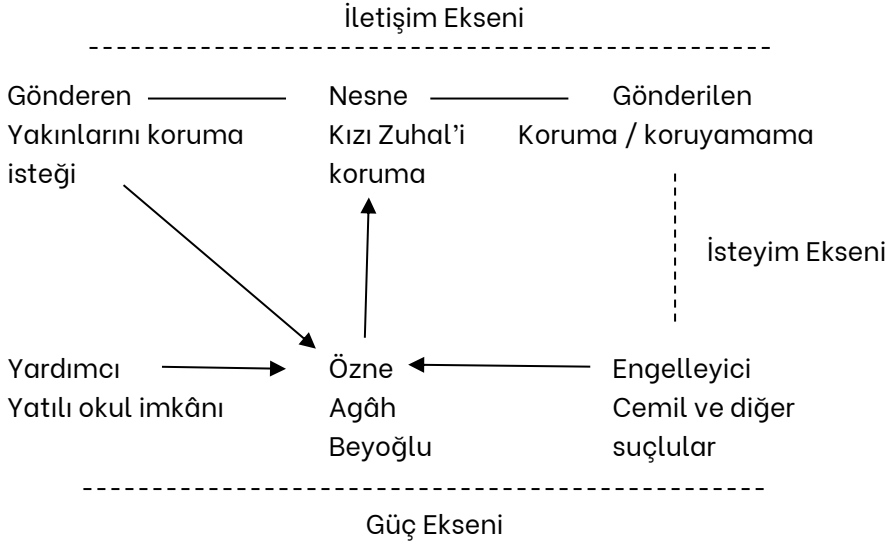 İletişim Ekseni
Gönderen
Nesne
Gönderilen
Yakınlarını koruma
isteği
Kızı Zuhal’i
koruma
Koruma / koruyamama
İsteyim Ekseni
Yardımcı
Yatılı okul imkânı
Özne
Agâh
Beyoğlu
Engelleyici
Cemil ve diğer
suçlular
Güç Ekseni